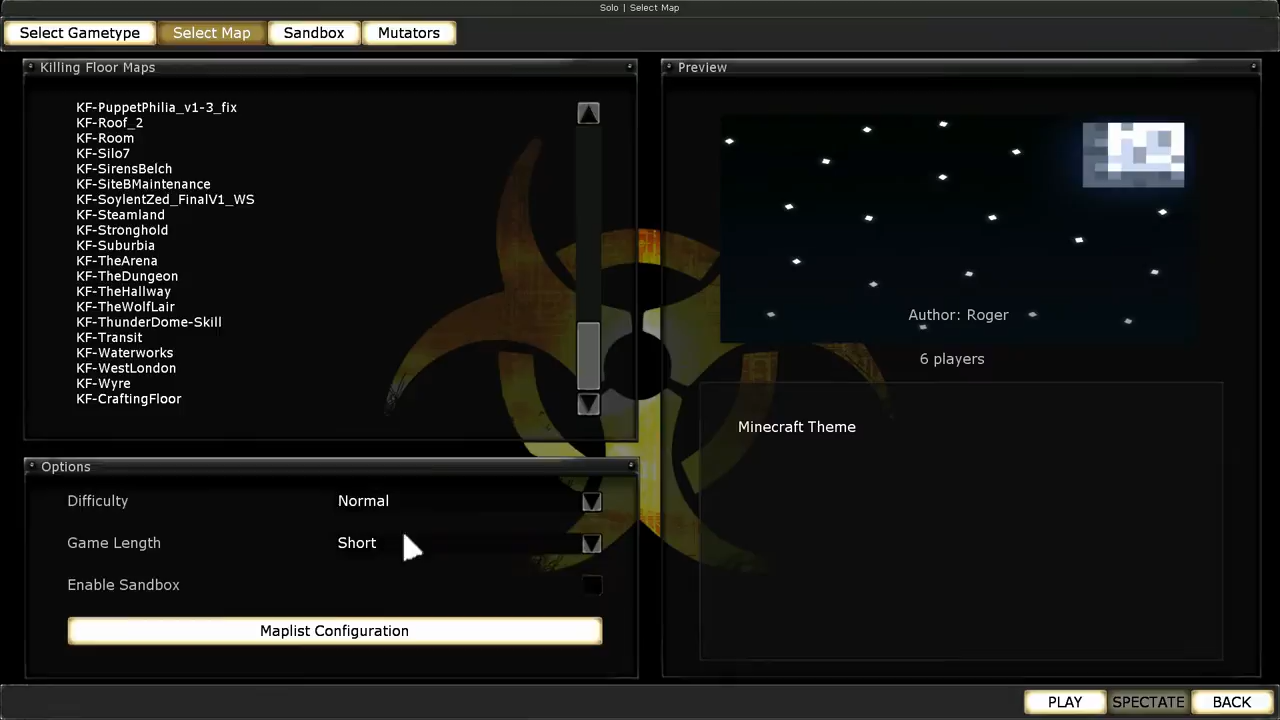 Solo | Select Map
Select Gametype
Select Map
Sandbox
Mutators
Killing Floor Maps
KF-PuppetPhilia_v1-3_fix
KF-Roof_2
KF-Room
KF-Silo7
KF-SirensBelch
KF-SiteBMaintenance
KF-SoylentZed_FinalV1_WS
KF-Steamland
KF-Stronghold
KF-Suburbia
KF-TheArena
KF-TheDungeon
KF-TheHallway
KF-TheWolfLair
KF-ThunderDome-Skill
KF-Transit
KF-Waterworks
KF-WestLondon
KF-Wyre
KF-CraftingFloor
Options
Difficulty Normal
Game Length Short
Enable Sandbox
Maplist Configuration
Preview
Author: Roger
6 players
Minecraft Theme
PLAY
SPECTATE
BACK